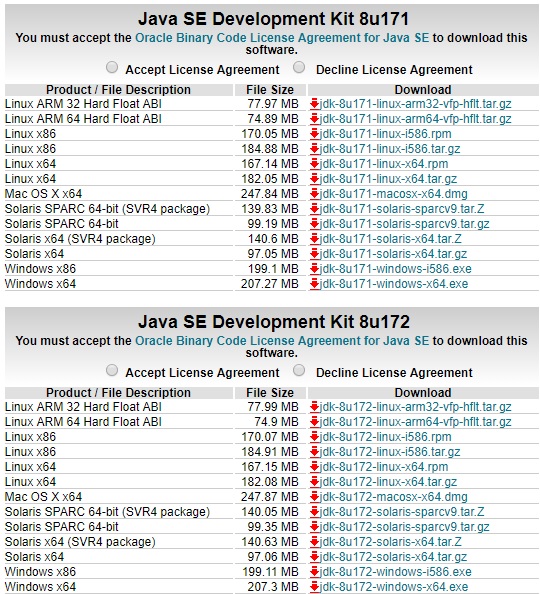 Java SE Development Kit 8u171
You must accept the Oracle Binary Code License Agreement for Java SE to download this
software.
Accept License Agreement Decline License Agreement
Product / File Description File Size Download
Linux ARM 32 Hard Float ABI 77.97 MB jdk-8u171-linux-arm32-vfp-hflt.tar.gz
Linux ARM 64 Hard Float ABI 74.89 MB jdk-8u171-linux-arm64-vfp-hflt.tar.gz
Linux x86 170.05 MB jdk-8u171-linux-i586.rpm
Linux x86 184.88 MB jdk-8u171-linux-i586.tar.gz
Linux x64 167.14 MB jdk-8u171-linux-x64.rpm
Linux x64 182.05 MB jdk-8u171-linux-x64.tar.gz
Mac OS X x64 247.84 MB jdk-8u171-macosx-x64.dmg
Solaris SPARC 64-bit (SVR4 package) 139.83 MB jdk-8u171-solaris-sparcv9.tar.Z
Solaris SPARC 64-bit 99.19 MB jdk-8u171-solaris-sparcv9.tar.gz
Solaris x64 (SVR4 package) 140.6 MB jdk-8u171-solaris-x64.tar.Z
Solaris x64 97.05 MB jdk-8u171-solaris-x64.tar.gz
Windows x86 199.1 MB jdk-8u171-windows-i586.exe
Windows x64 207.27 MB jdk-8u171-windows-x64.exe
Java SE Development Kit 8u172
You must accept the Oracle Binary Code License Agreement for Java SE to download this
software.
Accept License Agreement Decline License Agreement
Product / File Description File Size Download
Linux ARM 32 Hard Float ABI 77.99 MB jdk-8u172-linux-arm32-vfp-hflt.tar.gz
Linux ARM 64 Hard Float ABI 74.9 MB jdk-8u172-linux-arm64-vfp-hflt.tar.gz
Linux x86 170.07 MB jdk-8u172-linux-i586.rpm
Linux x86 184.91 MB jdk-8u172-linux-i586.tar.gz
Linux x64 167.15 MB jdk-8u172-linux-x64.rpm
Linux x64 182.08 MB jdk-8u172-linux-x64.tar.gz
Mac OS X x64 247.87 MB jdk-8u172-macosx-x64.dmg
Solaris SPARC 64-bit (SVR4 package) 140.05 MB jdk-8u172-solaris-sparcv9.tar.Z
Solaris SPARC 64-bit 99.35 MB jdk-8u172-solaris-sparcv9.tar.gz
Solaris x64 (SVR4 package) 140.63 MB jdk-8u172-solaris-x64.tar.Z
Solaris x64 97.06 MB jdk-8u172-solaris-x64.tar.gz
Windows x86 199.11 MB jdk-8u172-windows-i586.exe
Windows x64 207.3 MB jdk-8u172-windows-x64.exe